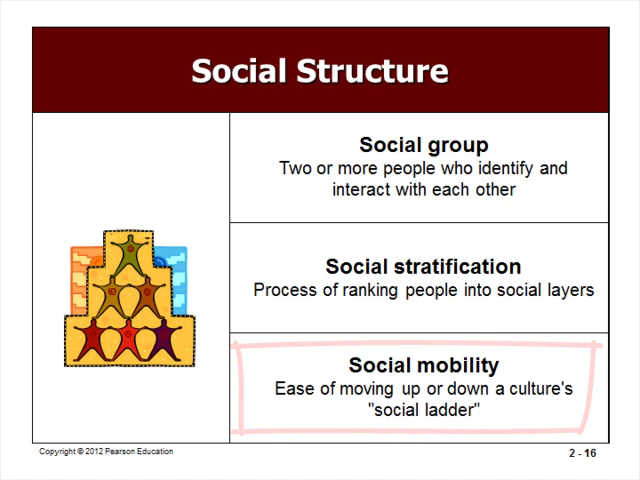 Social Structure
Social group
Two or more people who identify and
interact with each other
Social stratification
Process of ranking people into social layers
Social mobility
Ease of moving up or down a culture's
"social ladder"
Copyright © 2012 Pearson Education
2 - 16